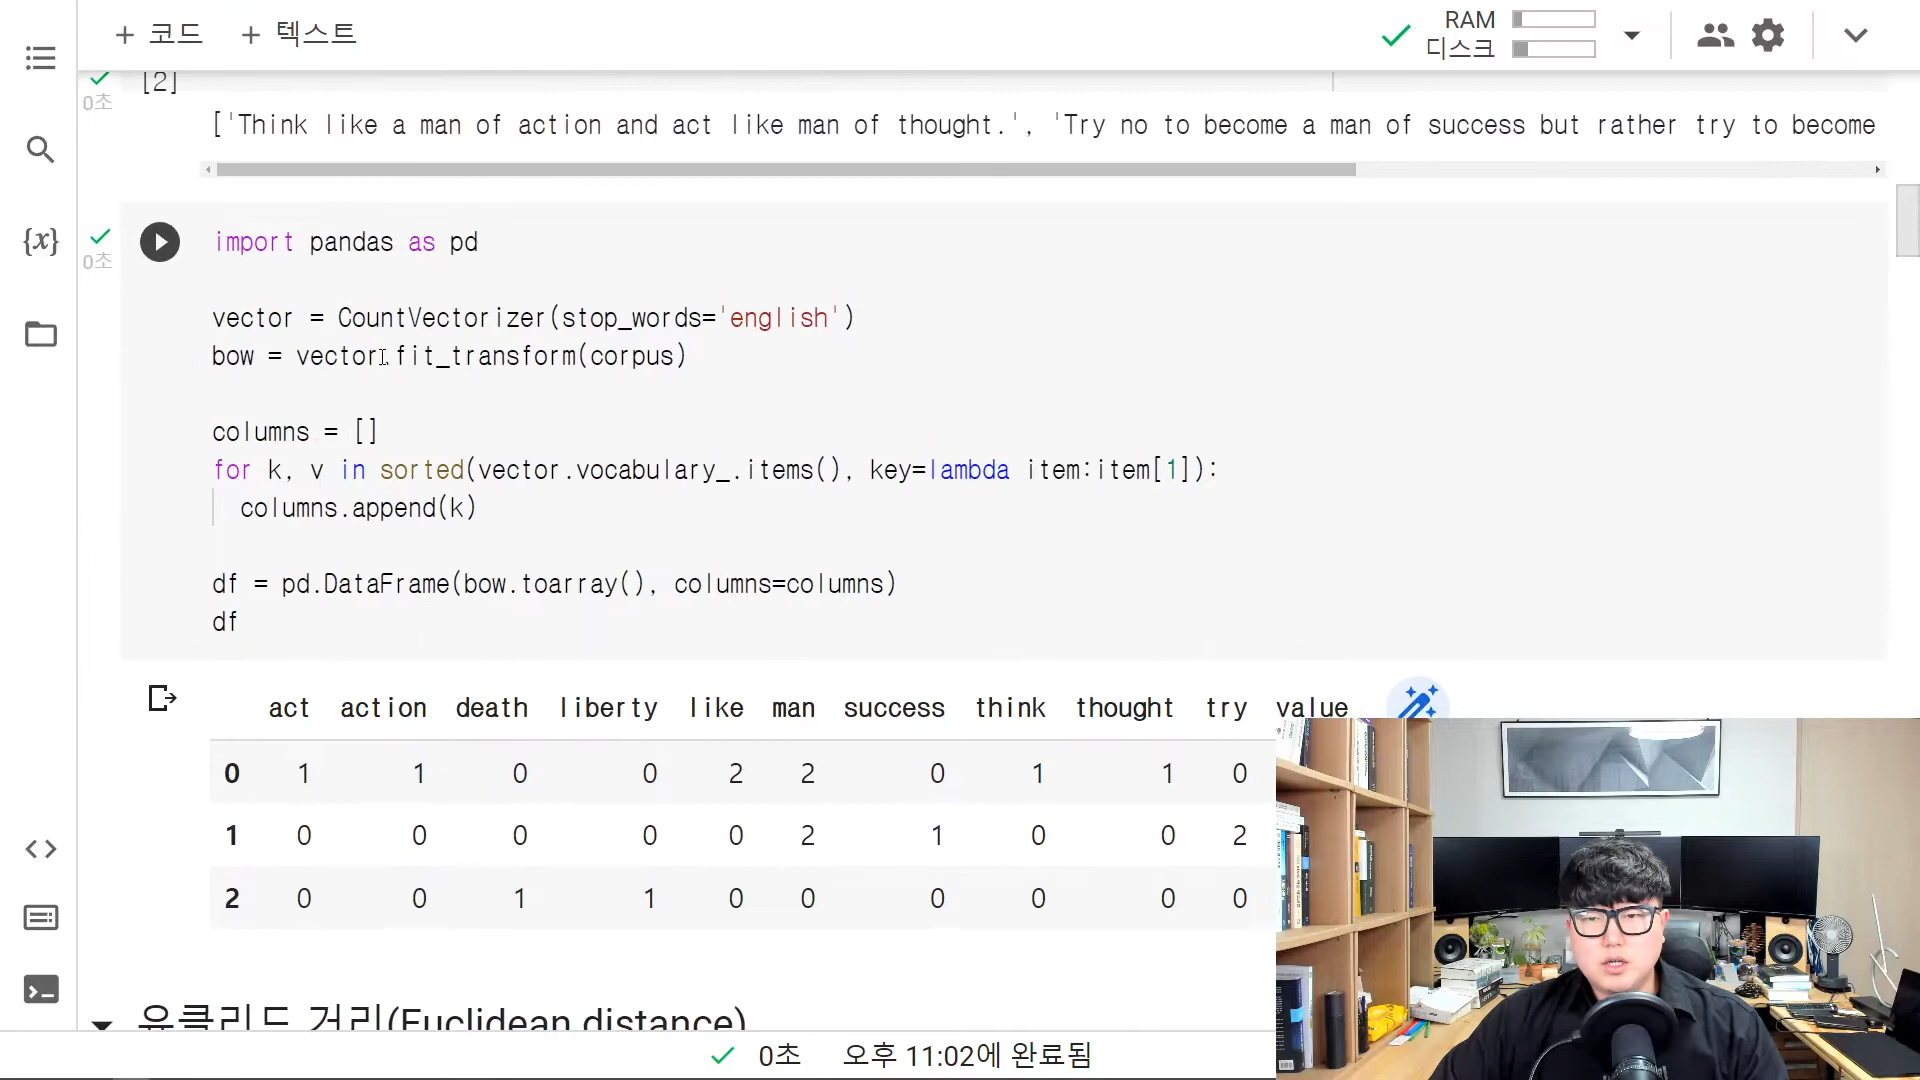 + 코드 + 텍스트
RAM
디스크
[2]
0초
['Think like a man of action and act like man of thought.', 'Try no to become a man of success but rather try to become
{x}
0초
import pandas as pd
vector = CountVectorizer(stop_words='english')
bow = vector.fit_transform(corpus)
columns = []
for k, v in sorted(vector.vocabulary_.items(), key=lambda item:item[1]):
columns.append(k)
df = pd.DataFrame(bow.toarray(), columns=columns)
df
act action death liberty like man success think thought try value
0 1 1 0 0 2 2 0 1 1 0
1 0 0 0 0 0 2 1 0 0 2
2 0 0 1 1 0 0 0 0 0 0
유클리드 거리(Euclidean distance)
0초 오후 11:02에 완료됨